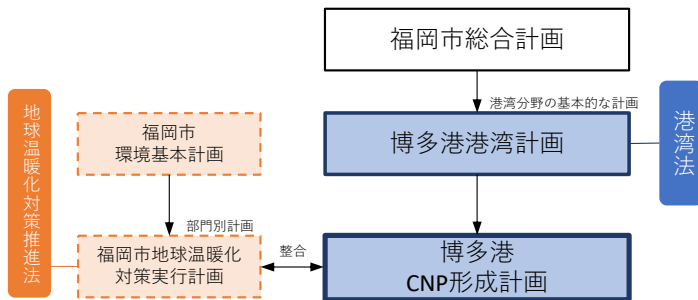 福岡市総合計画
港湾分野の基本的な計画
地球温暖化対策推進法
福岡市
環境基本計画
博多港港湾計画
港湾法
部門別計画
福岡市地球温暖化
対策実行計画
整合
博多港
CNP形成計画